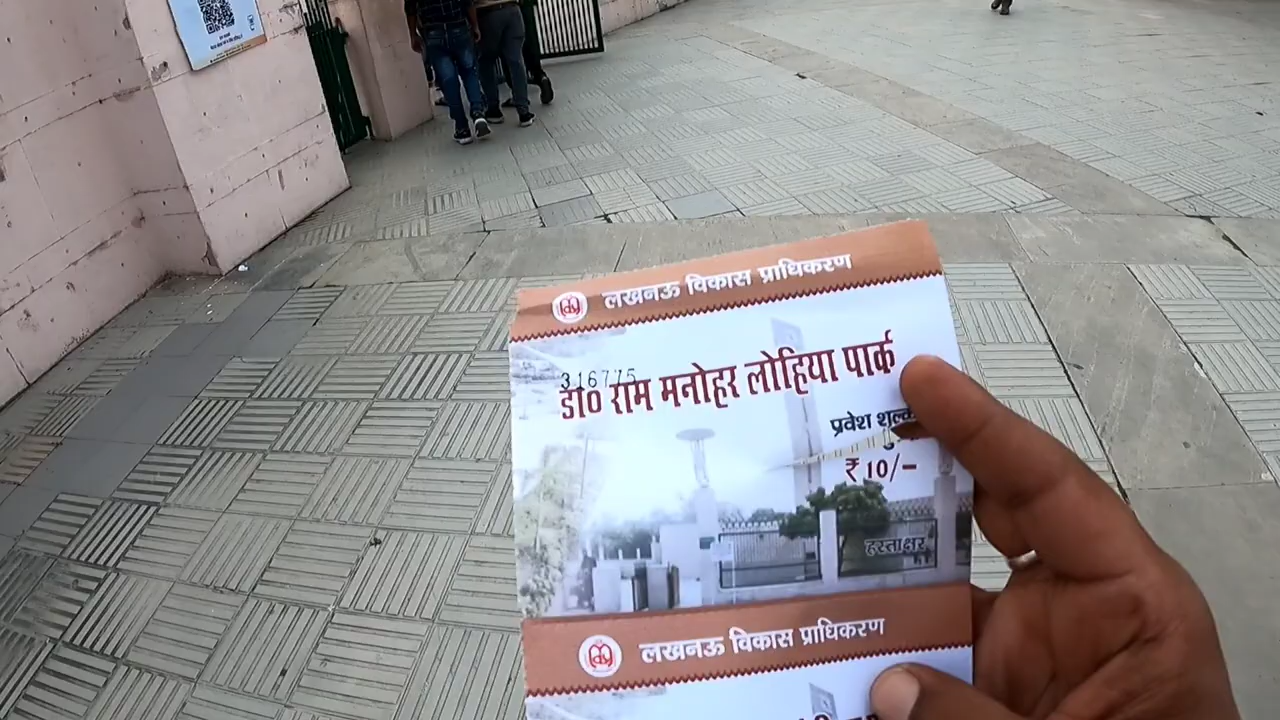 लखनऊ विकास प्राधिकरण
316775
डा० राम मनोहर लोहिया पार्क
प्रवेश शुल्क
₹ 10/-
हस्ताक्षर
लखनऊ विकास प्राधिकरण